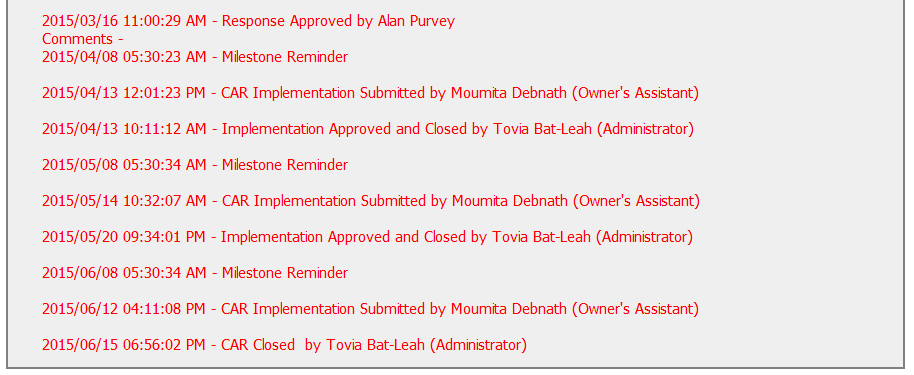 2015/03/16 11:00:29 AM - Response Approved by Alan Purvey
Comments -
2015/04/08 05:30:23 AM - Milestone Reminder
2015/04/13 12:01:23 PM - CAR Implementation Submitted by Moumita Debnath (Owner's Assistant)
2015/04/13 10:11:12 AM - Implementation Approved and Closed by Tovia Bat-Leah (Administrator)
2015/05/08 05:30:34 AM - Milestone Reminder
2015/05/14 10:32:07 AM - CAR Implementation Submitted by Moumita Debnath (Owner's Assistant)
2015/05/20 09:34:01 PM - Implementation Approved and Closed by Tovia Bat-Leah (Administrator)
2015/06/08 05:30:34 AM - Milestone Reminder
2015/06/12 04:11:08 PM - CAR Implementation Submitted by Moumita Debnath (Owner's Assistant)
2015/06/15 06:56:02 PM - CAR Closed  by Tovia Bat-Leah (Administrator)